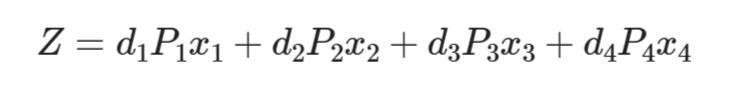 Z = d₁P₁x₁ + d₂P₂x₂ + d₃P₃x₃ + d₄P₄x₄